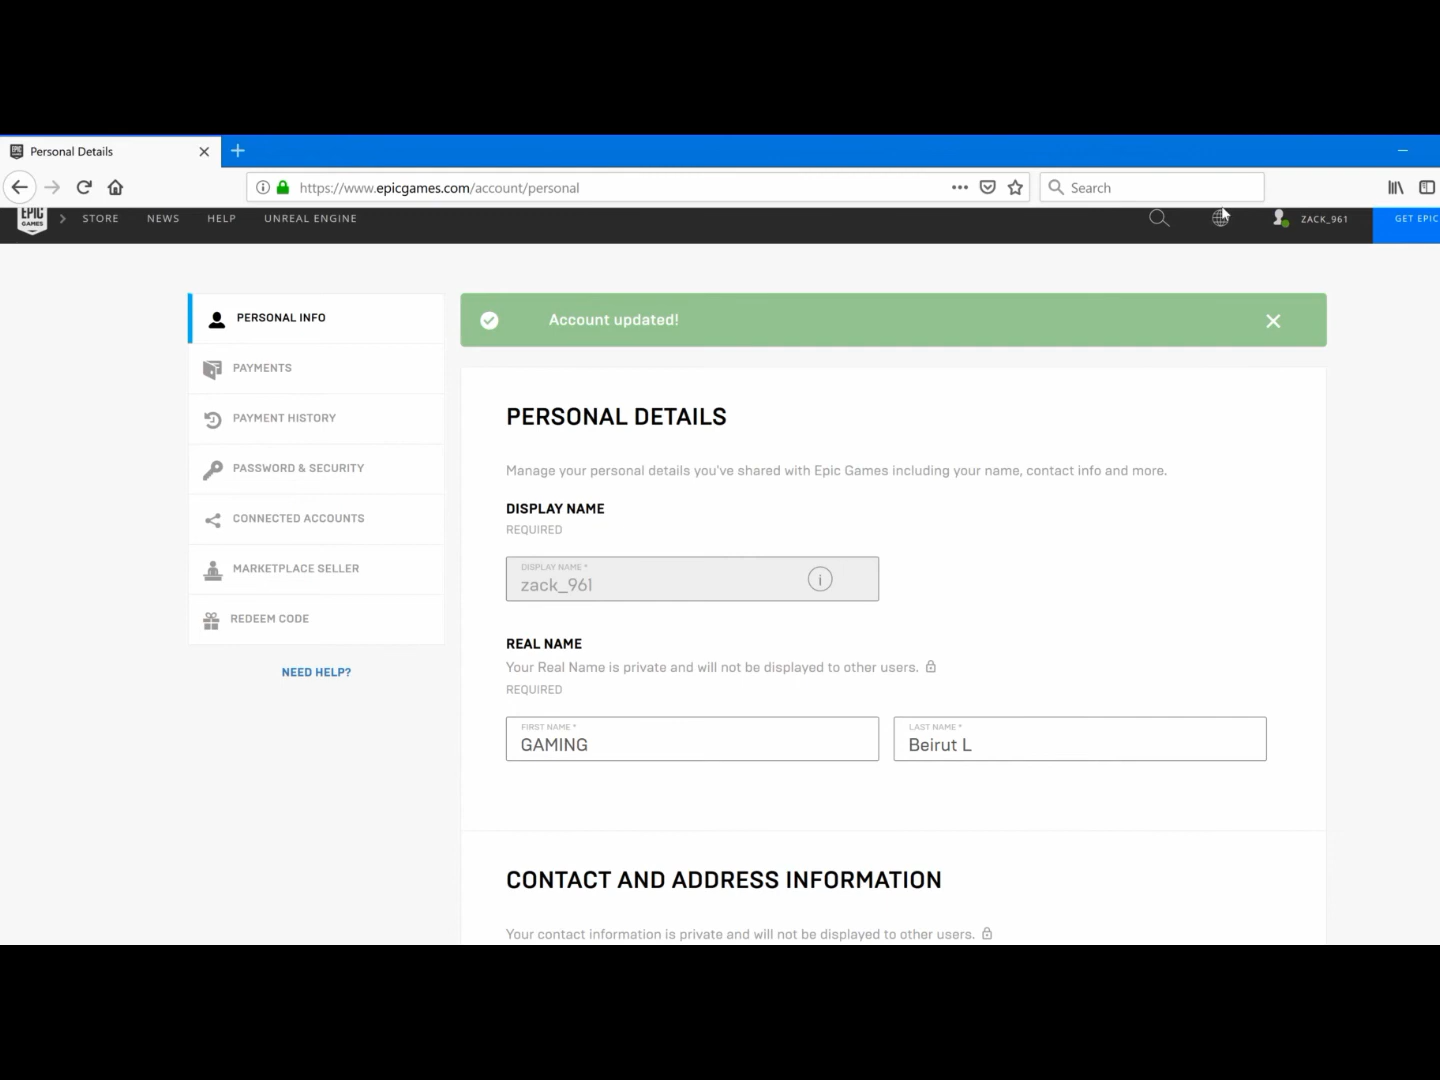 Personal Details
https://www.epicgames.com/account/personal
Search
EPIC GAMES
STORE NEWS HELP UNREAL ENGINE ZACK_961 GET EPIC
PERSONAL INFO
PAYMENTS
PAYMENT HISTORY
PASSWORD & SECURITY
CONNECTED ACCOUNTS
MARKETPLACE SELLER
REDEEM CODE
NEED HELP?
Account updated!
PERSONAL DETAILS
Manage your personal details you've shared with Epic Games including your name, contact info and more.
DISPLAY NAME
REQUIRED
DISPLAY NAME *
zack_961
REAL NAME
Your Real Name is private and will not be displayed to other users.
REQUIRED
FIRST NAME *
GAMING
LAST NAME *
Beirut L
CONTACT AND ADDRESS INFORMATION
Your contact information is private and will not be displayed to other users.